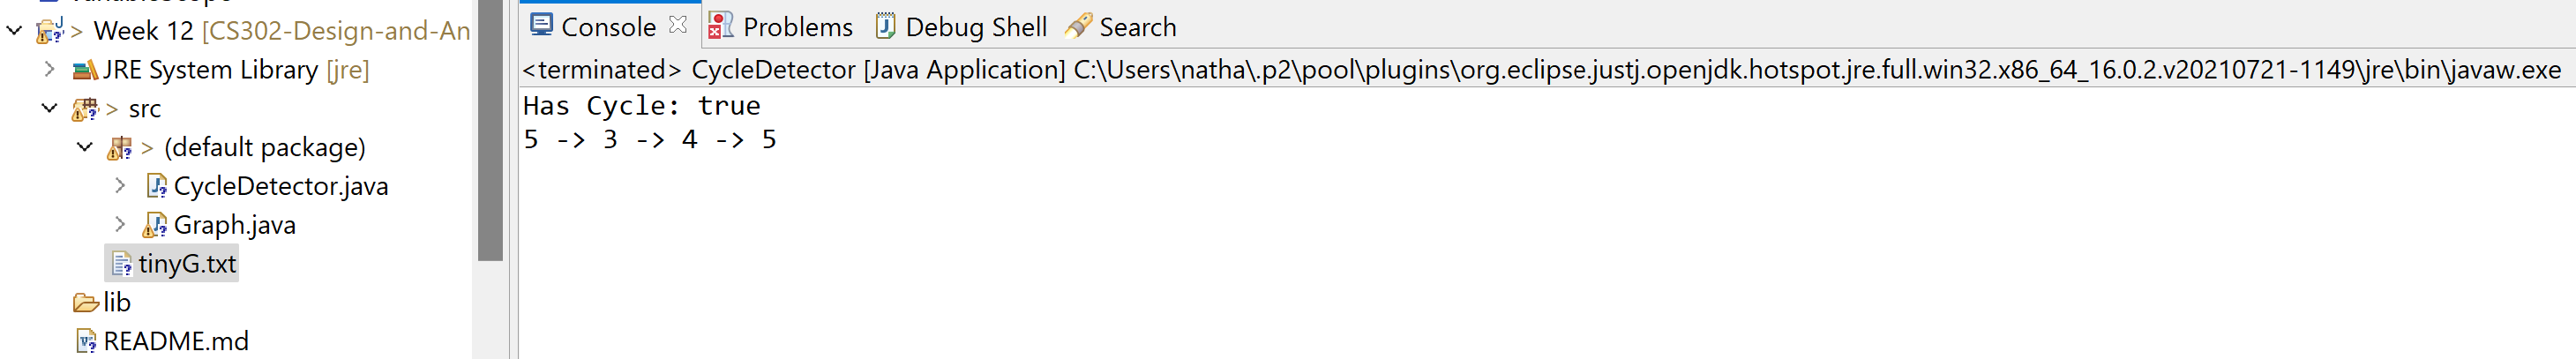 > Week 12 [CS302-Design-and-An
JRE System Library [jre]
> src
> (default package)
CycleDetector.java
Graph.java
tinyG.txt
lib
README.md
Console Problems Debug Shell Search
<terminated> CycleDetector [Java Application] C:\Users\natha\.p2\pool\plugins\org.eclipse.justj.openjdk.hotspot.jre.full.win32.x86_64_16.0.2.v20210721-1149\jre\bin\javaw.exe
Has Cycle: true
5 -> 3 -> 4 -> 5